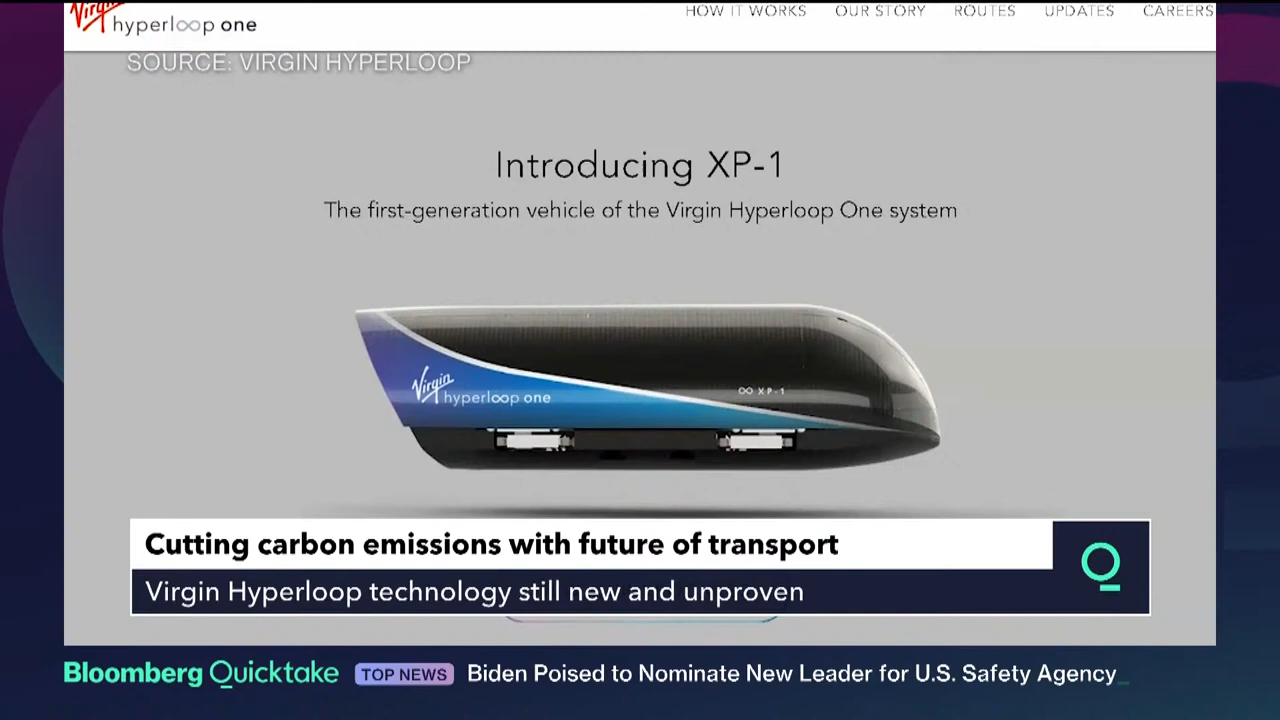 Virgin
hyperloop one
HOW IT WORKS OUR STORY ROUTES UPDATES CAREERS
SOURCE: VIRGIN HYPERLOOP
Introducing XP-1
The first-generation vehicle of the Virgin Hyperloop One system
Virgin
hyperloop one
XP-1
Cutting carbon emissions with future of transport
Virgin Hyperloop technology still new and unproven
Bloomberg Quicktake TOP NEWS Biden Poised to Nominate New Leader for U.S. Safety Agency_